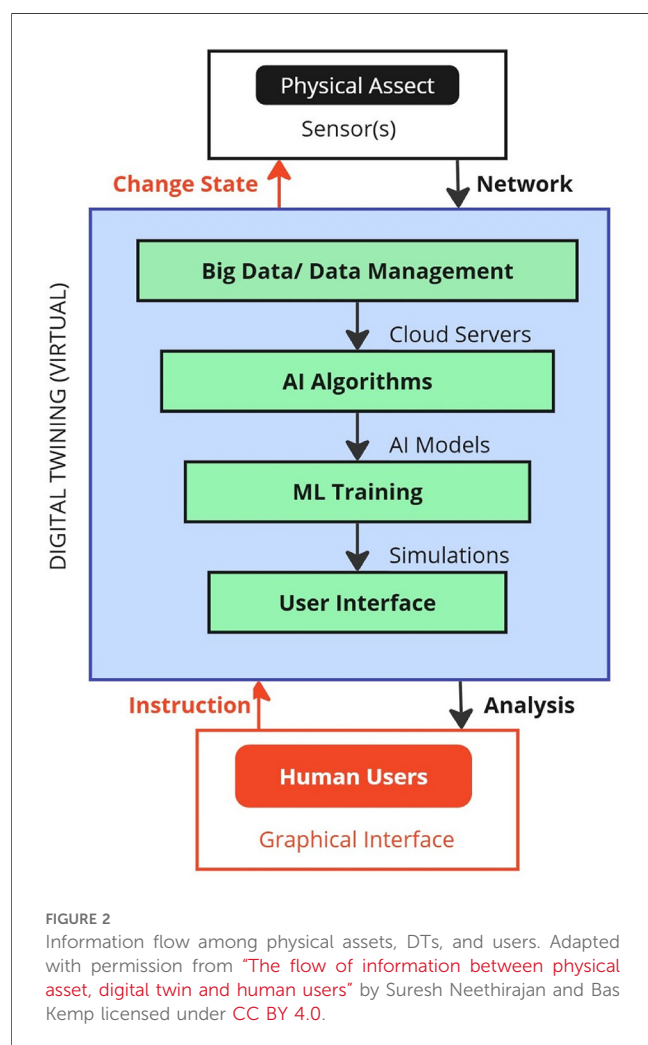 Physical Assect
Sensor(s)
Change State
Network
DIGITAL TWINING (VIRTUAL)
Big Data/ Data Management
Cloud Servers
AI Algorithms
AI Models
ML Training
Simulations
User Interface
Instruction
Analysis
Human Users
Graphical Interface
FIGURE 2
Information flow among physical assets, DTs, and users. Adapted
with permission from “The flow of information between physical
asset, digital twin and human users” by Suresh Neethirajan and Bas
Kemp licensed under CC BY 4.0.